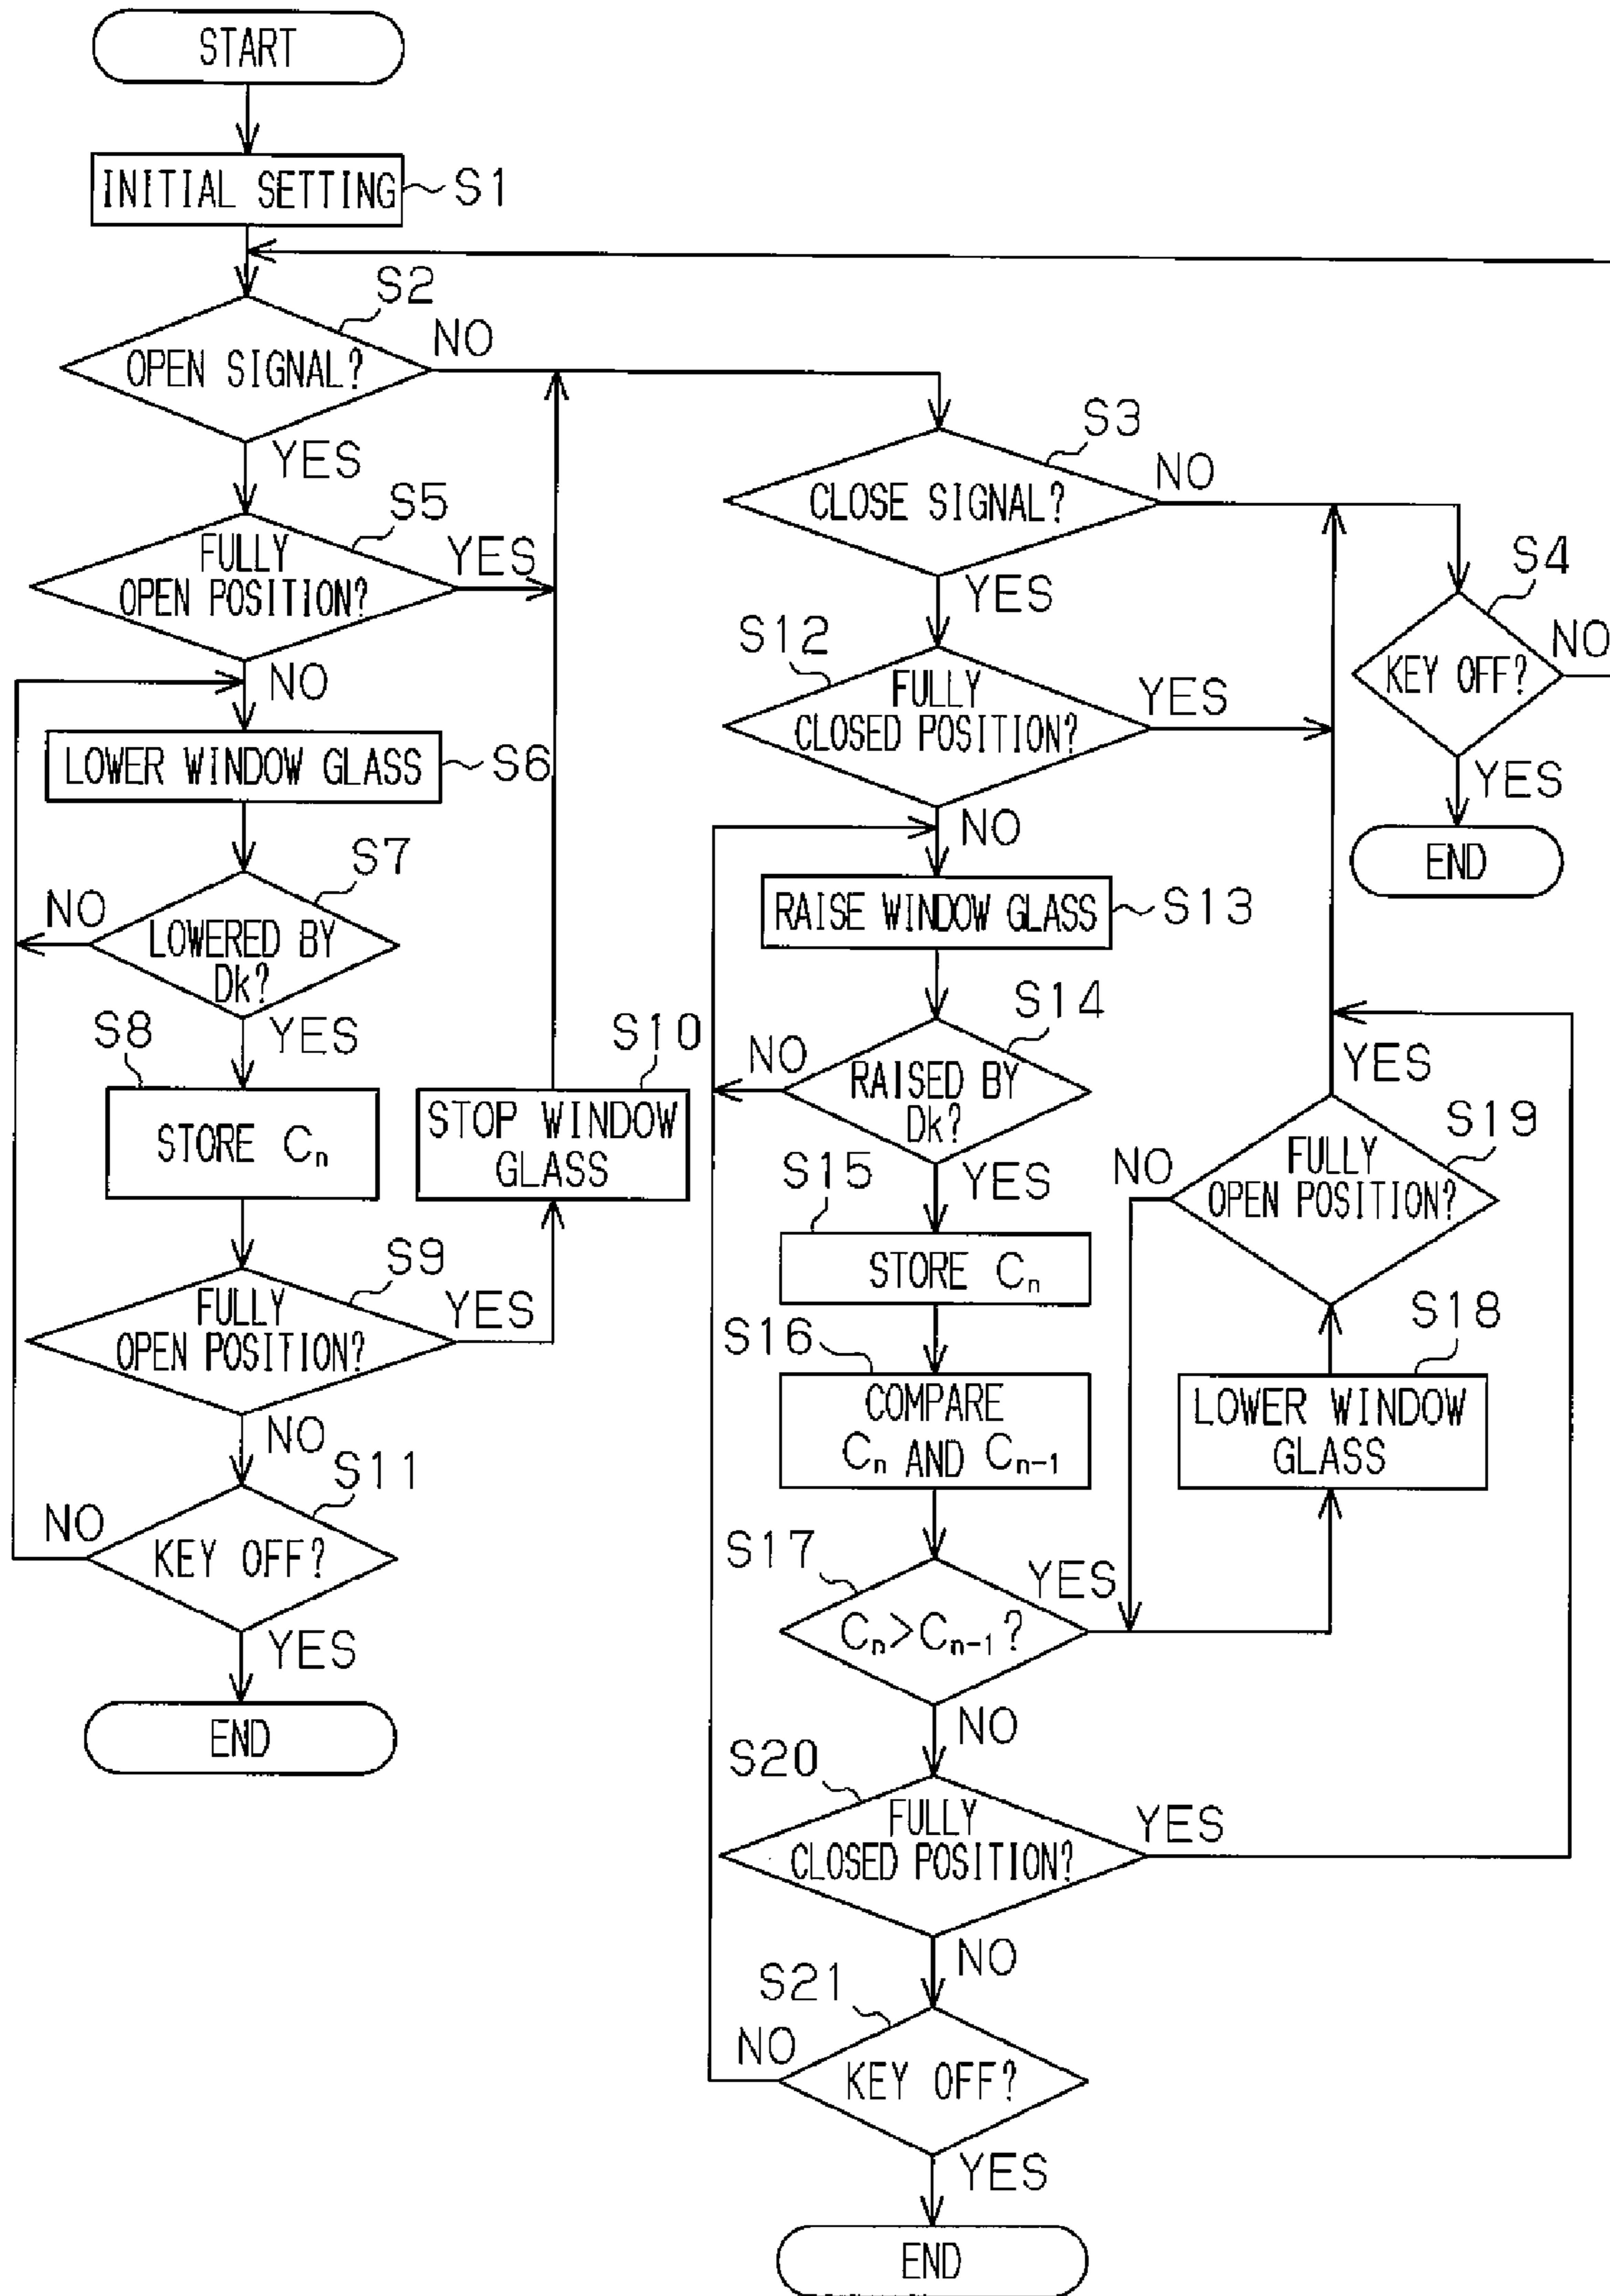 START
INITIAL SETTING
S1
S2
OPEN SIGNAL?
NO
YES
S5
FULLY
OPEN POSITION?
YES
NO
LOWER WINDOW GLASS
S6
S7
LOWERED BY
Dk?
NO
YES
S8
STORE Cn
S10
STOP WINDOW
GLASS
S9
FULLY
OPEN POSITION?
YES
NO
S11
KEY OFF?
NO
YES
END
S3
CLOSE SIGNAL?
NO
YES
S4
KEY OFF?
NO
YES
END
S12
FULLY
CLOSED POSITION?
YES
NO
RAISE WINDOW GLASS
S13
S14
RAISED BY
Dk?
NO
YES
S15
STORE Cn
S16
COMPARE
Cn AND Cn-1
S17
Cn>Cn-1?
YES
NO
S18
LOWER WINDOW
GLASS
S19
FULLY
OPEN POSITION?
NO
YES
S20
FULLY
CLOSED POSITION?
YES
NO
S21
KEY OFF?
NO
YES
END